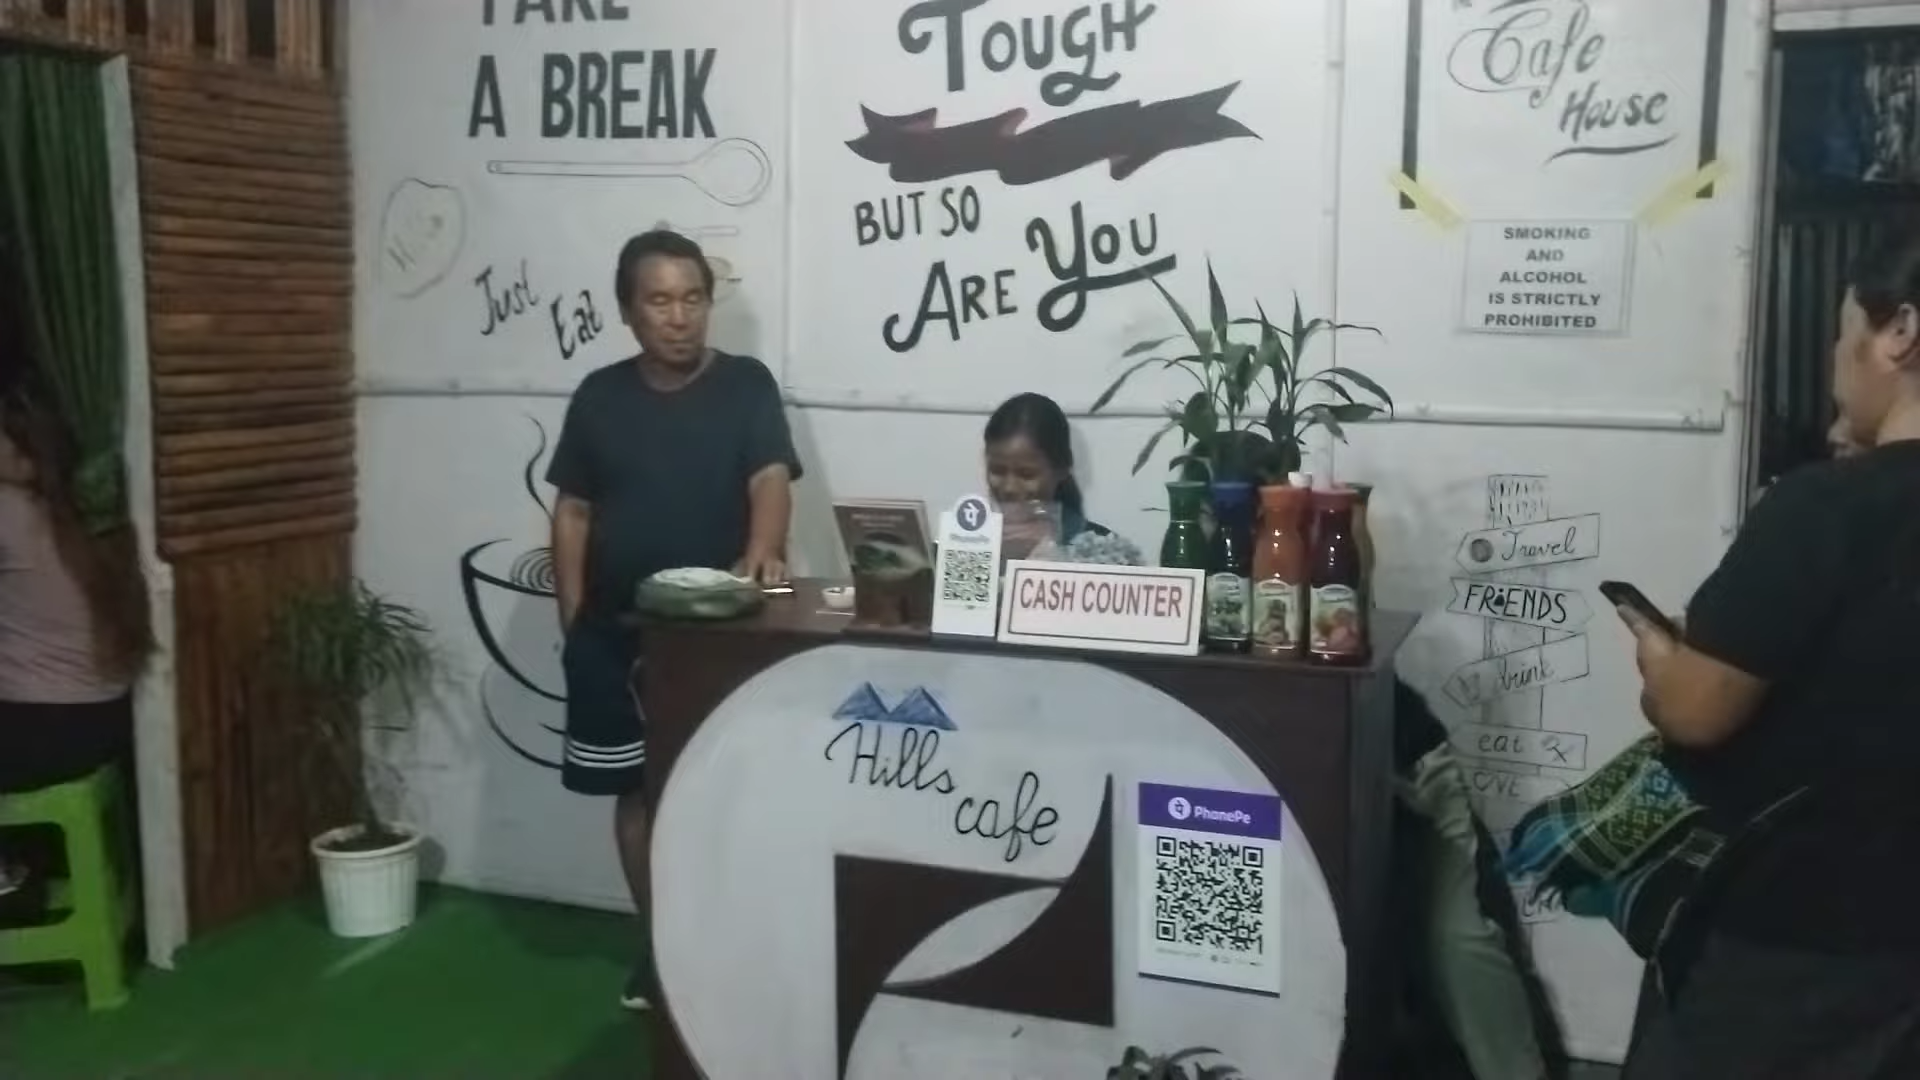 A BREAK
Just
Eat
TOUGH
BUT SO
ARE YOU
Cafe
House
SMOKING
AND
ALCOHOL
IS STRICTLY
PROHIBITED
पे
PhonePe
CASH COUNTER
Travel
FRIENDS
eat
Hills
cafe
पे PhonePe